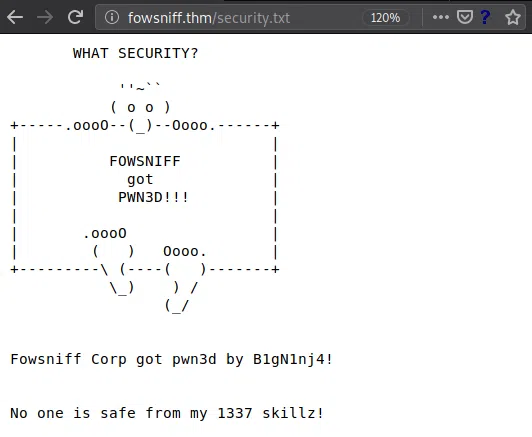 fowsniff.thm/security.txt 120%
WHAT SECURITY?
''~``
( o o )
+-----.oooO--(_)--Oooo.------+
|                            |
|          FOWSNIFF          |
|            got             |
|           PWN3D!!!         |
|                            |
|       .oooO                |
|        (   )   Oooo.       |
+---------\ (----(   )-------+
\_)    ) /
(_/
Fowsniff Corp got pwn3d by B1gN1nj4!
No one is safe from my 1337 skillz!